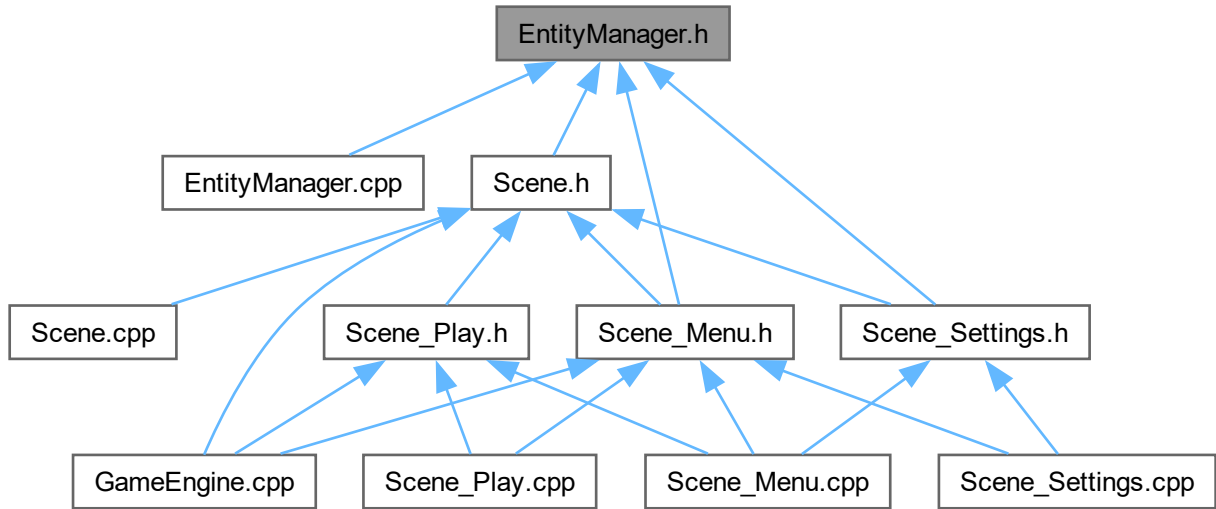 EntityManager.h
EntityManager.cpp
Scene.h
Scene.cpp
Scene_Play.h
Scene_Menu.h
Scene_Settings.h
GameEngine.cpp
Scene_Play.cpp
Scene_Menu.cpp
Scene_Settings.cpp